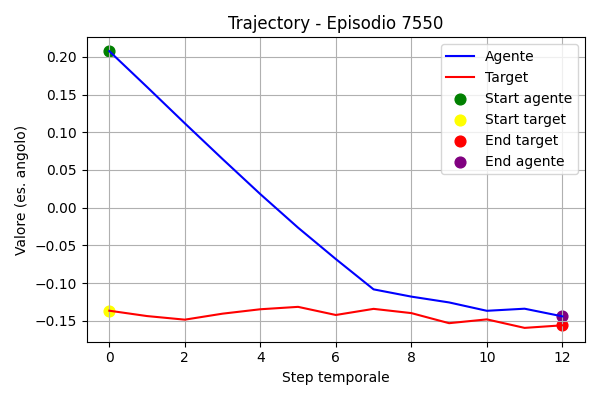 Trajectory - Episodio 7550
Agente
Target
Start agente
Start target
End target
End agente
Valore (es. angolo)
0.20
0.15
0.10
0.05
0.00
−0.05
−0.10
−0.15
0 2 4 6 8 10 12
Step temporale